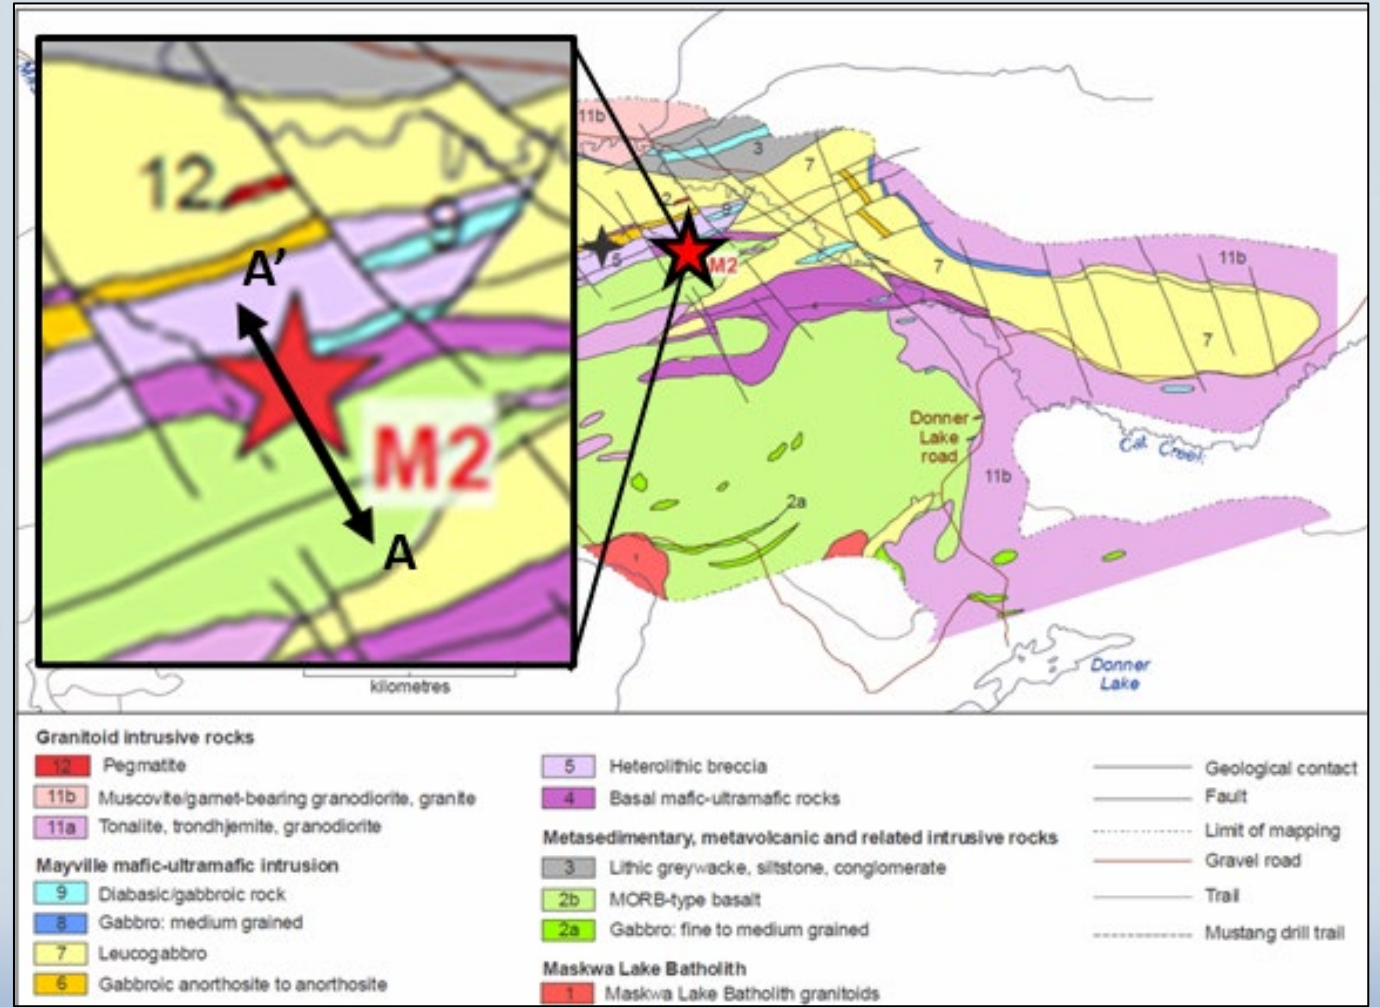 12
9
A’
M2
A
11b
3
7
2
9
5
M2
7
11b
4
7
Donner
Lake
road
Cat Creek
11b
2a
1
Donner
Lake
kilometres
Granitoid intrusive rocks
12 Pegmatite
11b Muscovite/garnet-bearing granodiorite, granite
11a Tonalite, trondhjemite, granodiorite
Mayville mafic-ultramafic intrusion
9 Diabasic/gabbroic rock
8 Gabbro: medium grained
7 Leucogabbro
6 Gabbroic anorthosite to anorthosite
5 Heterolithic breccia
4 Basal mafic-ultramafic rocks
Metasedimentary, metavolcanic and related intrusive rocks
3 Lithic greywacke, siltstone, conglomerate
2b MORB-type basalt
2a Gabbro: fine to medium grained
Maskwa Lake Batholith
1 Maskwa Lake Batholith granitoids
Geological contact
Fault
Limit of mapping
Gravel road
Trail
Mustang drill trail